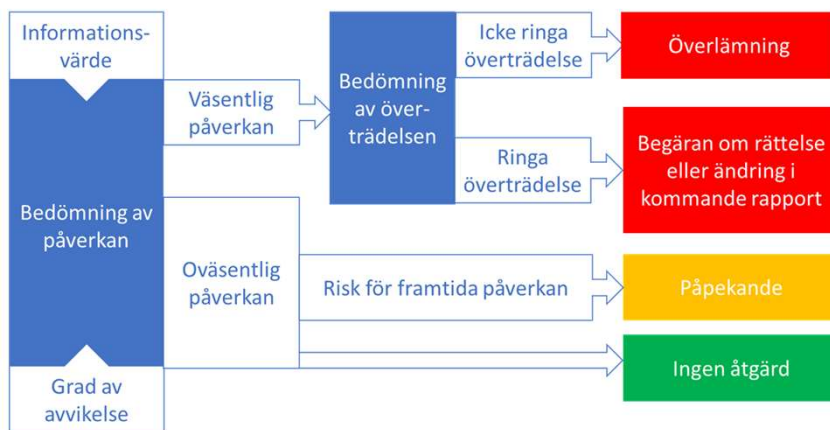 Informations-
värde
Bedömning av
påverkan
Grad av
avvikelse
Väsentlig
påverkan
Oväsentlig
påverkan
Bedömning
av över-
trädelsen
Icke ringa
överträdelse
Ringa
överträdelse
Risk för framtida påverkan
Överlämning
Begäran om rättelse
eller ändring i
kommande rapport
Påpekande
Ingen åtgärd